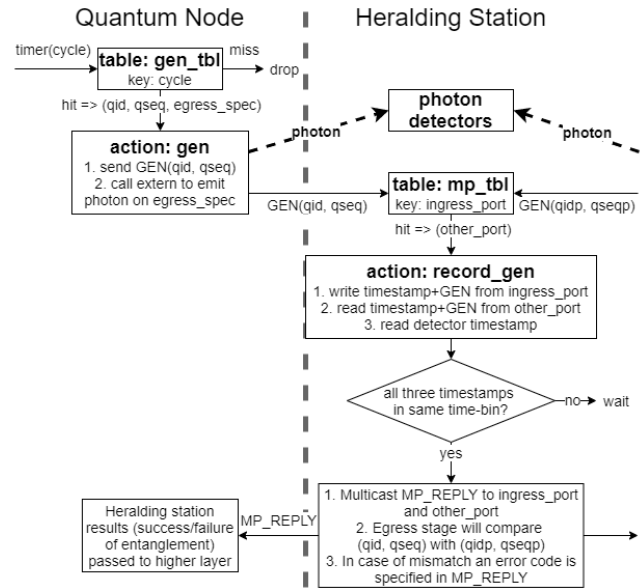 Quantum Node
Heralding Station
timer(cycle)
table: gen_tbl
key: cycle
miss
drop
hit => (qid, qseq, egress_spec)
photon
detectors
photon
photon
action: gen
1. send GEN(qid, qseq)
2. call extern to emit
photon on egress_spec
GEN(qid, qseq)
table: mp_tbl
key: ingress_port
GEN(qidp, qseqp)
hit => (other_port)
action: record_gen
1. write timestamp+GEN from ingress_port
2. read timestamp+GEN from other_port
3. read detector timestamp
all three timestamps
in same time-bin?
no
wait
yes
Heralding station
results (success/failure
of entanglement)
passed to higher layer
MP_REPLY
1. Multicast MP_REPLY to ingress_port
and other_port
2. Egress stage will compare
(qid, qseq) with (qidp, qseqp)
3. In case of mismatch an error code is
specified in MP_REPLY